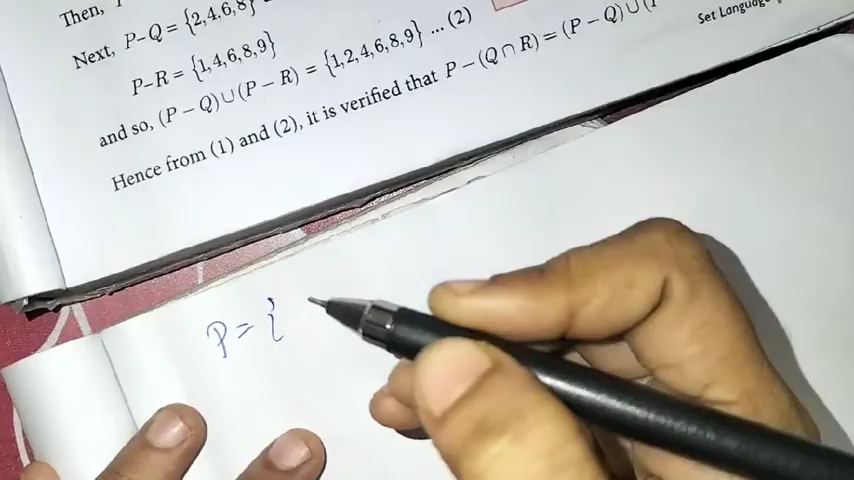 Then,
Next, P–Q = {2,4,6,8}
P–R = {1,4,6,8,9}
and so, (P – Q)∪(P – R) = {1,2,4,6,8,9} ... (2)
Hence from (1) and (2), it is verified that P – (Q ∩ R) = (P – Q) ∪ (P
Set Language
P = {